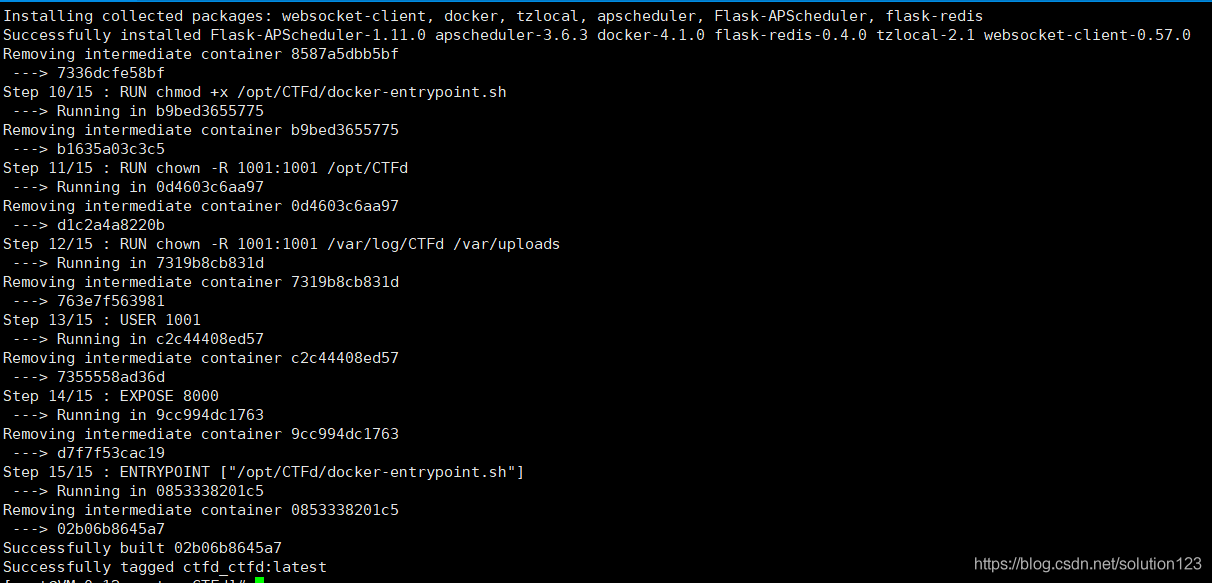 Installing collected packages: websocket-client, docker, tzlocal, apscheduler, Flask-APScheduler, flask-redis
Successfully installed Flask-APScheduler-1.11.0 apscheduler-3.6.3 docker-4.1.0 flask-redis-0.4.0 tzlocal-2.1 websocket-client-0.57.0
Removing intermediate container 8587a5dbb5bf
---> 7336dcfe58bf
Step 10/15 : RUN chmod +x /opt/CTFd/docker-entrypoint.sh
---> Running in b9bed3655775
Removing intermediate container b9bed3655775
---> b1635a03c3c5
Step 11/15 : RUN chown -R 1001:1001 /opt/CTFd
---> Running in 0d4603c6aa97
Removing intermediate container 0d4603c6aa97
---> d1c2a4a8220b
Step 12/15 : RUN chown -R 1001:1001 /var/log/CTFd /var/uploads
---> Running in 7319b8cb831d
Removing intermediate container 7319b8cb831d
---> 763e7f563981
Step 13/15 : USER 1001
---> Running in c2c44408ed57
Removing intermediate container c2c44408ed57
---> 7355558ad36d
Step 14/15 : EXPOSE 8000
---> Running in 9cc994dc1763
Removing intermediate container 9cc994dc1763
---> d7f7f53cac19
Step 15/15 : ENTRYPOINT ["/opt/CTFd/docker-entrypoint.sh"]
---> Running in 0853338201c5
Removing intermediate container 0853338201c5
---> 02b06b8645a7
Successfully built 02b06b8645a7
Successfully tagged ctfd_ctfd:latest
https://blog.csdn.net/solution123